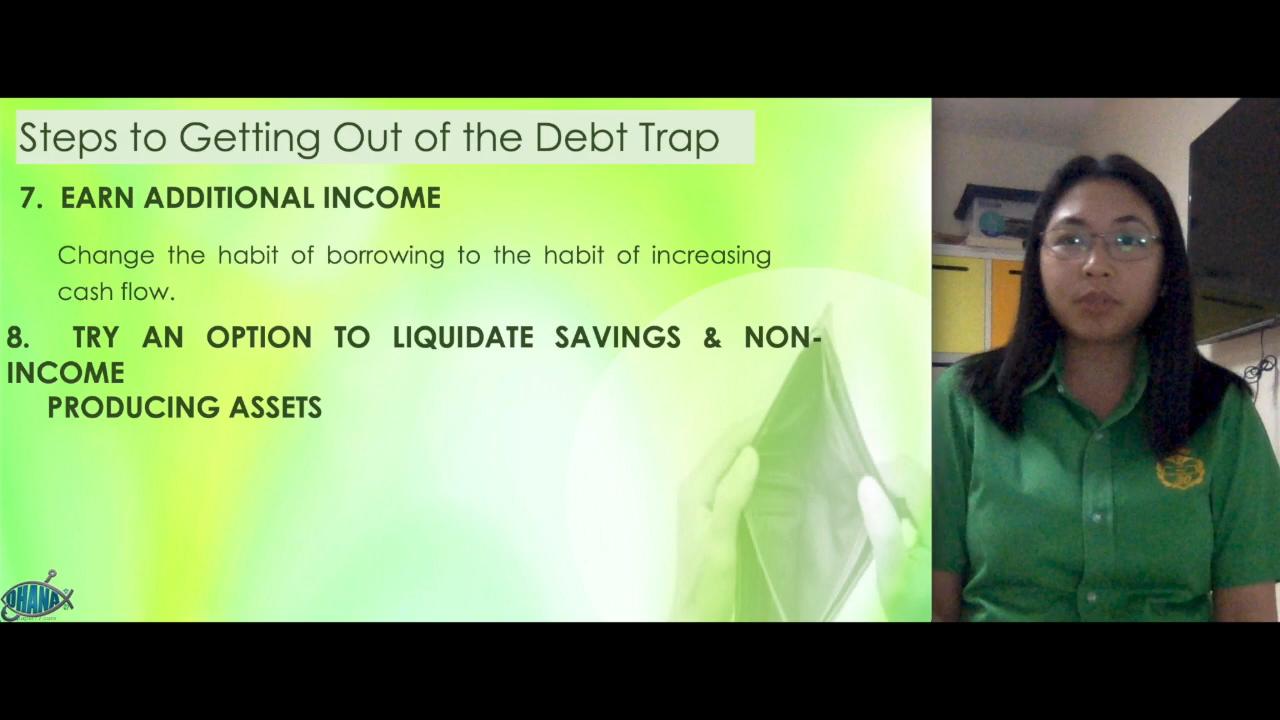 Steps to Getting Out of the Debt Trap
7. EARN ADDITIONAL INCOME
Change the habit of borrowing to the habit of increasing
cash flow.
8. TRY AN OPTION TO LIQUIDATE SAVINGS & NON-
INCOME
PRODUCING ASSETS
OHANA